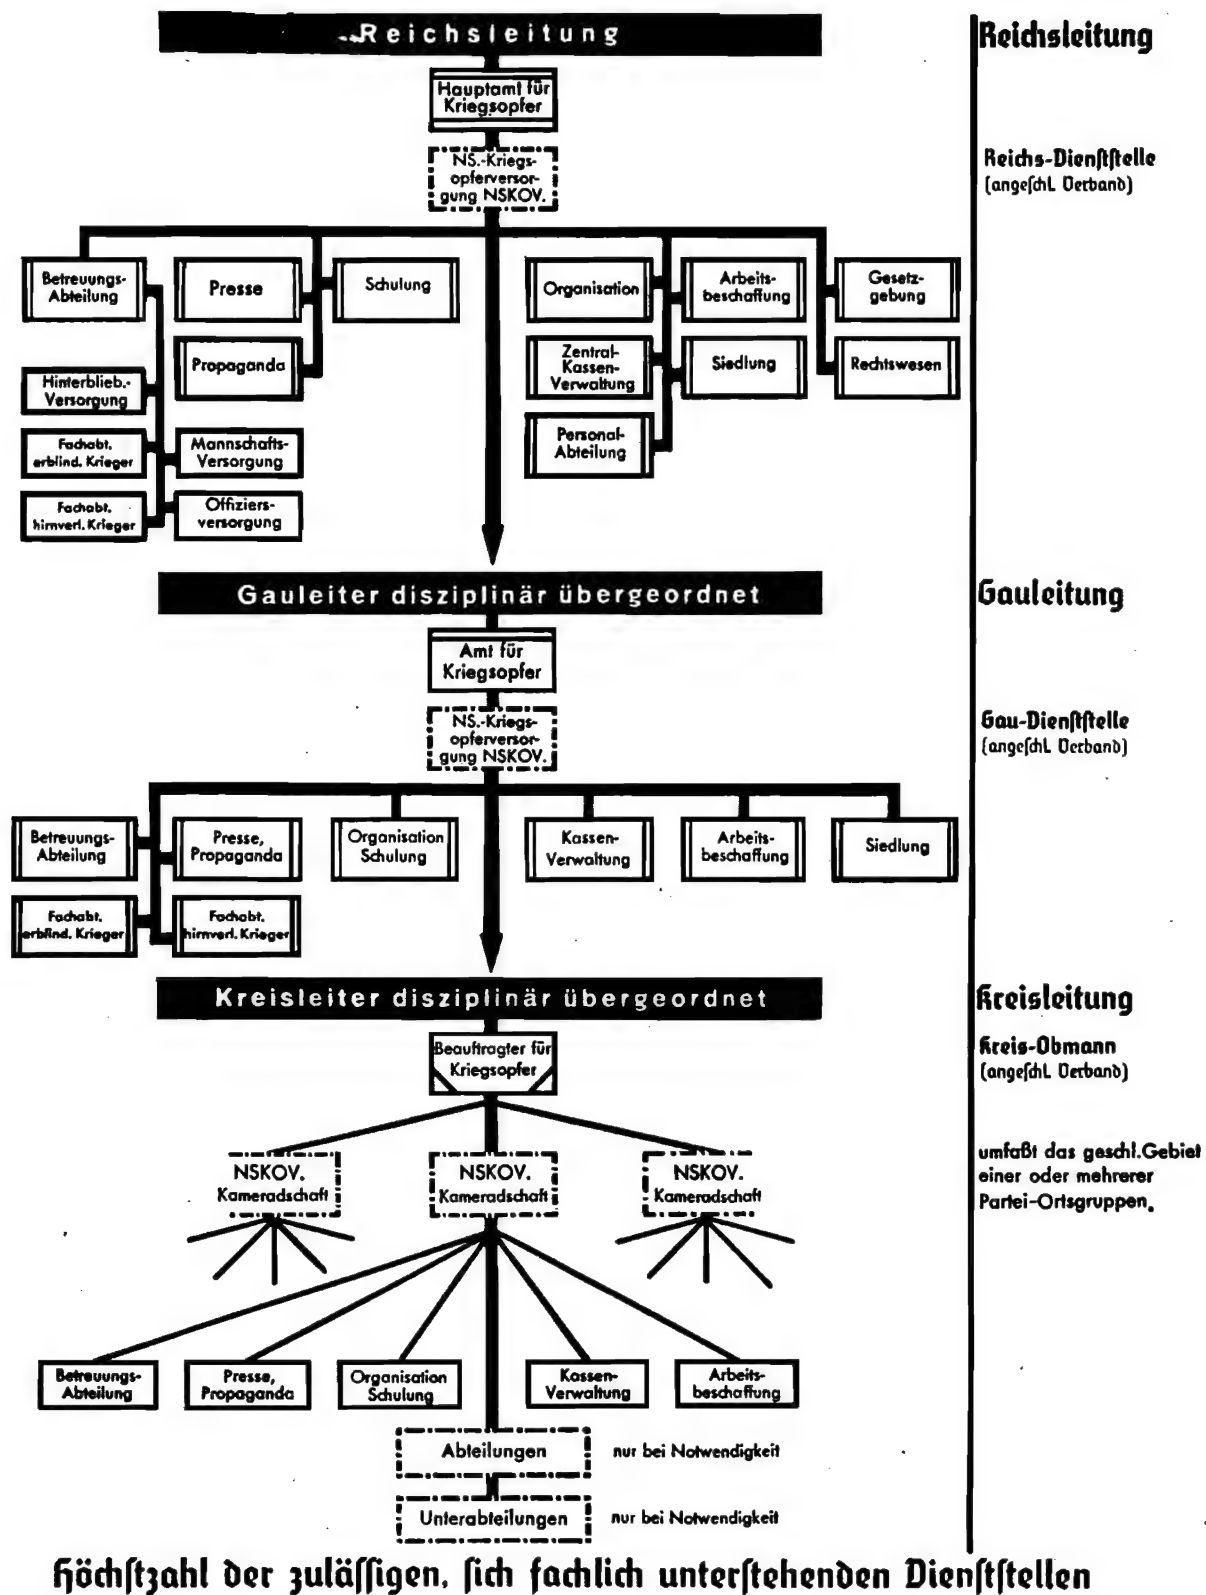 Reichsleitung
Reichsleitung
Hauptamt für
Kriegsopfer
NS.-Kriegs-
opferversor-
gung NSKOV.
Reichs-Dienſtſtelle
(angeſchl. Verband)
Betreuungs-
Abteilung
Presse
Schulung
Organisation
Arbeits-
beschaffung
Gesetz-
gebung
Propaganda
Zentral-
Kassen-
Verwaltung
Siedlung
Rechtswesen
Hinterblieb.-
Versorgung
Personal-
Abteilung
Fachabt.
erblind. Krieger
Mannschafts-
Versorgung
Fachabt.
hirnverl. Krieger
Offiziers-
versorgung
Gauleiter disziplinär übergeordnet
Gauleitung
Amt für
Kriegsopfer
NS.-Kriegs-
opferversor-
gung NSKOV.
Gau-Dienſtſtelle
(angeſchl. Verband)
Betreuungs-
Abteilung
Presse,
Propaganda
Organisation
Schulung
Kassen-
Verwaltung
Arbeits-
beschaffung
Siedlung
Fachabt.
erblind. Krieger
Fachabt.
hirnverl. Krieger
Kreisleiter disziplinär übergeordnet
Kreisleitung
Beauftragter für
Kriegsopfer
Kreis-Obmann
(angeſchl. Verband)
NSKOV.
Kameradschaft
NSKOV.
Kameradschaft
NSKOV.
Kameradschaft
umfaßt das geschl. Gebiet
einer oder mehrerer
Partei-Ortsgruppen.
Betreuungs-
Abteilung
Presse,
Propaganda
Organisation
Schulung
Kassen-
Verwaltung
Arbeits-
beschaffung
Abteilungen nur bei Notwendigkeit
Unterabteilungen nur bei Notwendigkeit
Höchſtzahl der zuläſſigen, ſich fachlich unterſtehenden Dienſtſtellen